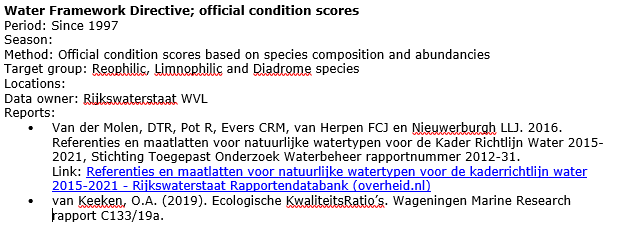 Water Framework Directive; official condition scores
Period: Since 1997
Season:
Method: Official condition scores based on species composition and abundancies
Target group: Reophilic, Limnophilic and Diadrome species
Locations:
Data owner: Rijkswaterstaat WVL
Reports:
• Van der Molen, DTR, Pot R, Evers CRM, van Herpen FCJ en Nieuwerburgh LLJ. 2016.
Referenties en maatlatten voor natuurlijke watertypen voor de Kader Richtlijn Water 2015-
2021, Stichting Toegepast Onderzoek Waterbeheer rapportnummer 2012-31.
Link: Referenties en maatlatten voor natuurlijke watertypen voor de kaderrichtlijn water
2015-2021 - Rijkswaterstaat Rapportendatabank (overheid.nl)
• van Keeken, O.A. (2019). Ecologische KwaliteitsRatio's. Wageningen Marine Research
rapport C133/19a.